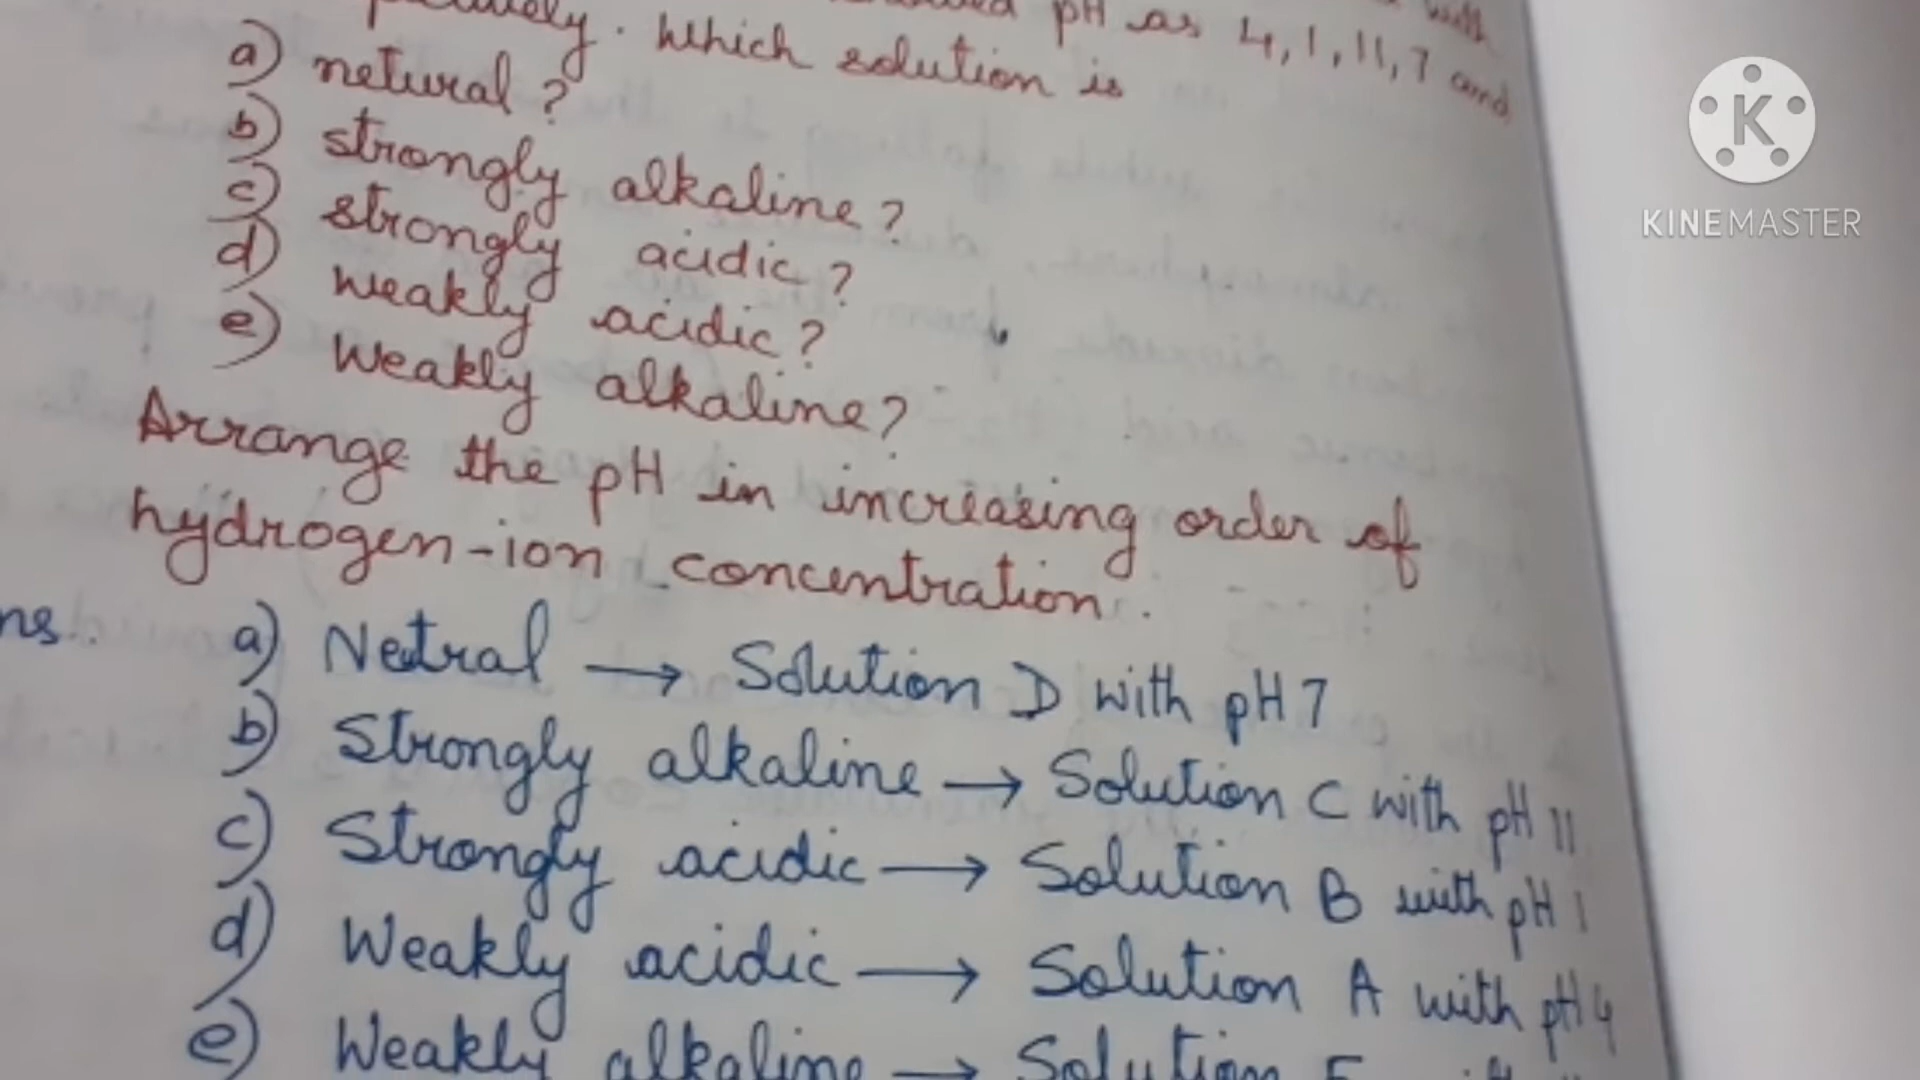 pH as 4, 1, 11, 7 and
Which solution is
a) netural?
b) strongly alkaline?
c) strongly acidic?
d) weakly acidic?
e) Weakly alkaline?
Arrange the pH in increasing order of
hydrogen-ion concentration.
ns. a) Netral → Solution D with pH 7
b) Strongly alkaline → Solution C with pH 11
c) Strongly acidic → Solution B with pH 1
d) Weakly acidic → Solution A with pH 4
e) Weakly alkaline → Solution E
K
KINEMASTER